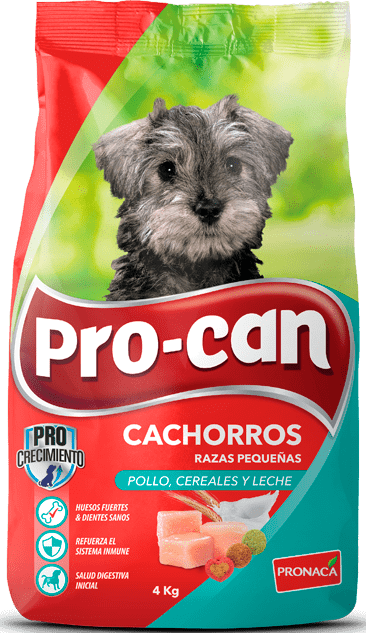 PRO-can
CACHORROS
RAZAS PEQUEÑAS
POLLO, CEREALES Y LECHE
PRO
CRECIMIENTO
HUESOS FUERTES
& DIENTES SANOS
REFUERZA EL
SISTEMA INMUNE
SALUD DIGESTIVA
INICIAL
4 Kg
PRONACA